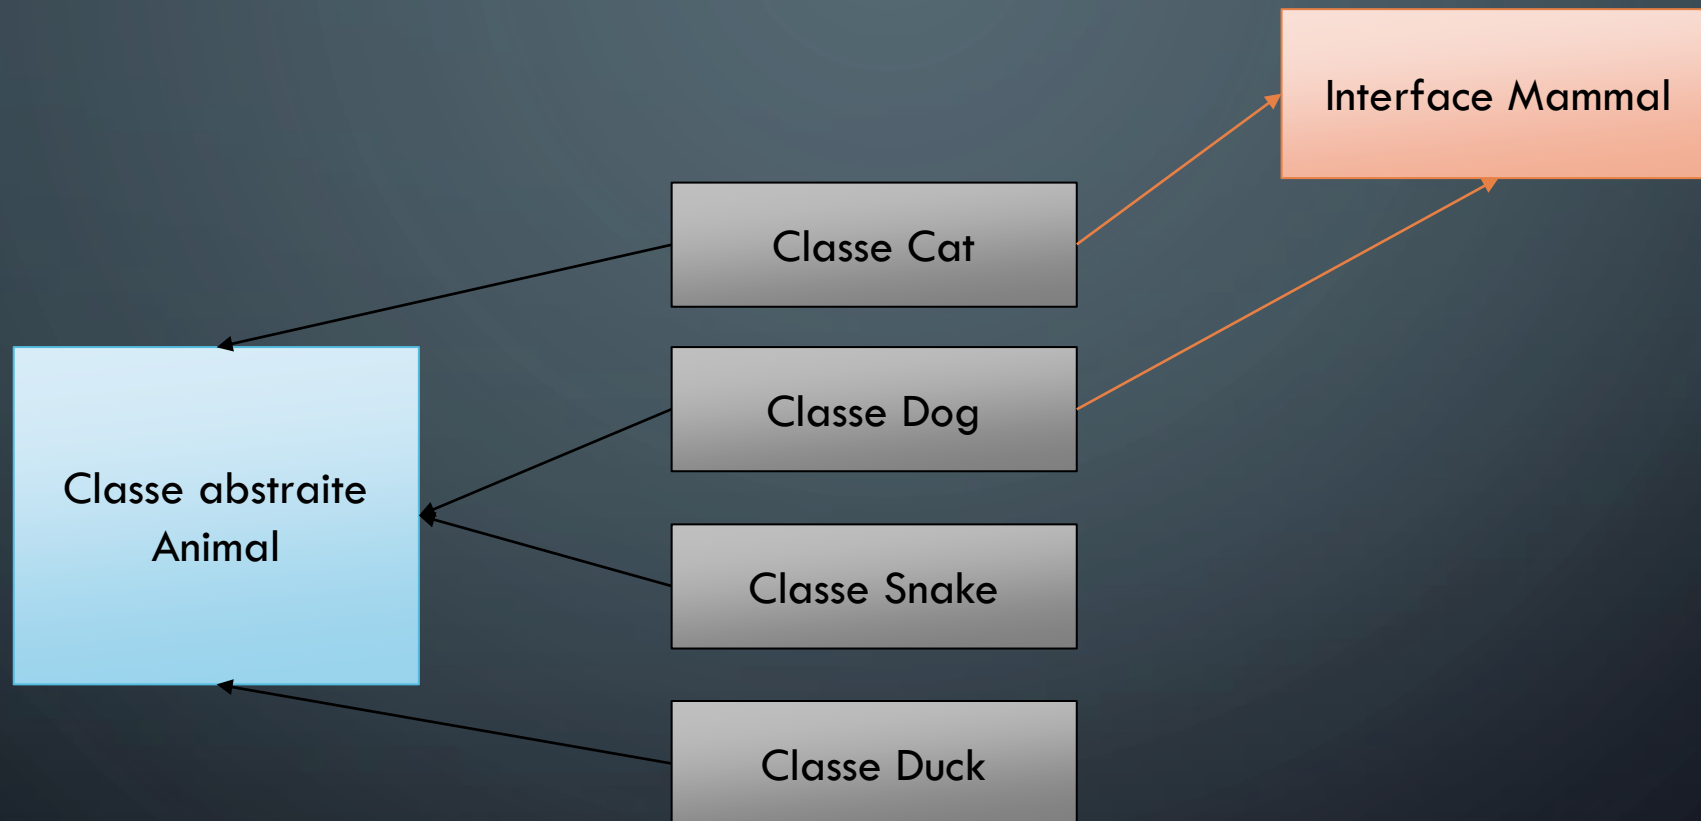 Interface Mammal
Classe Cat
Classe Dog
Classe abstraite
Animal
Classe Snake
Classe Duck